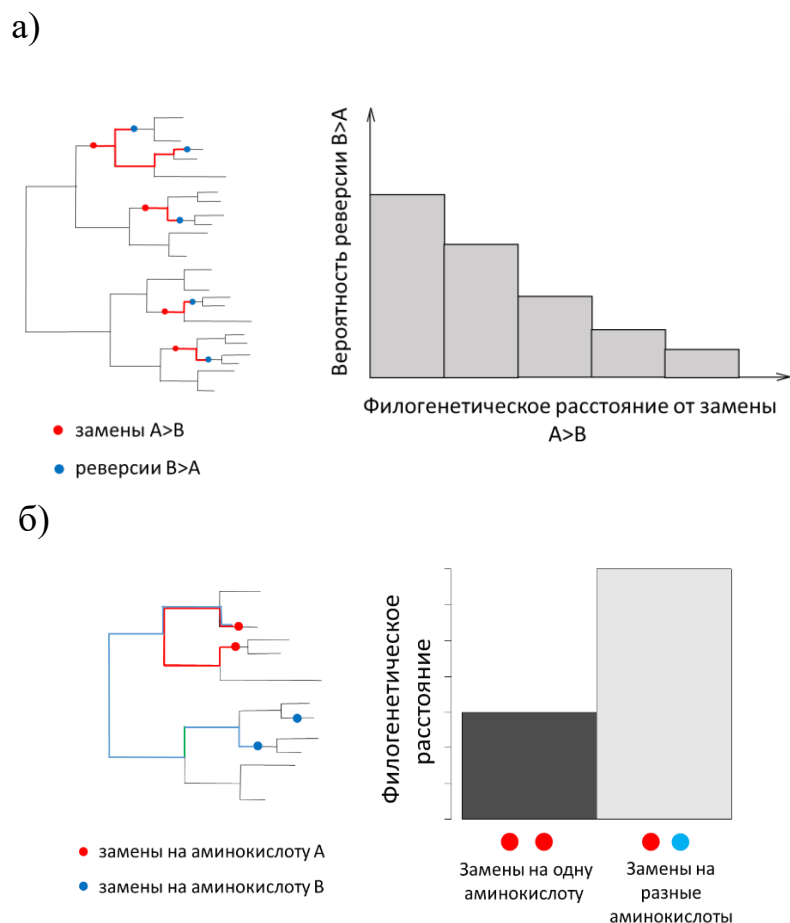 а)
Вероятность реверсии B>A
Филогенетическое расстояние от замены
A>B
замены A>B
реверсии B>A
б)
Филогенетическое
расстояние
замены на аминокислоту A
замены на аминокислоту B
Замены на одну
аминокислоту
Замены на
разные
аминокислоты